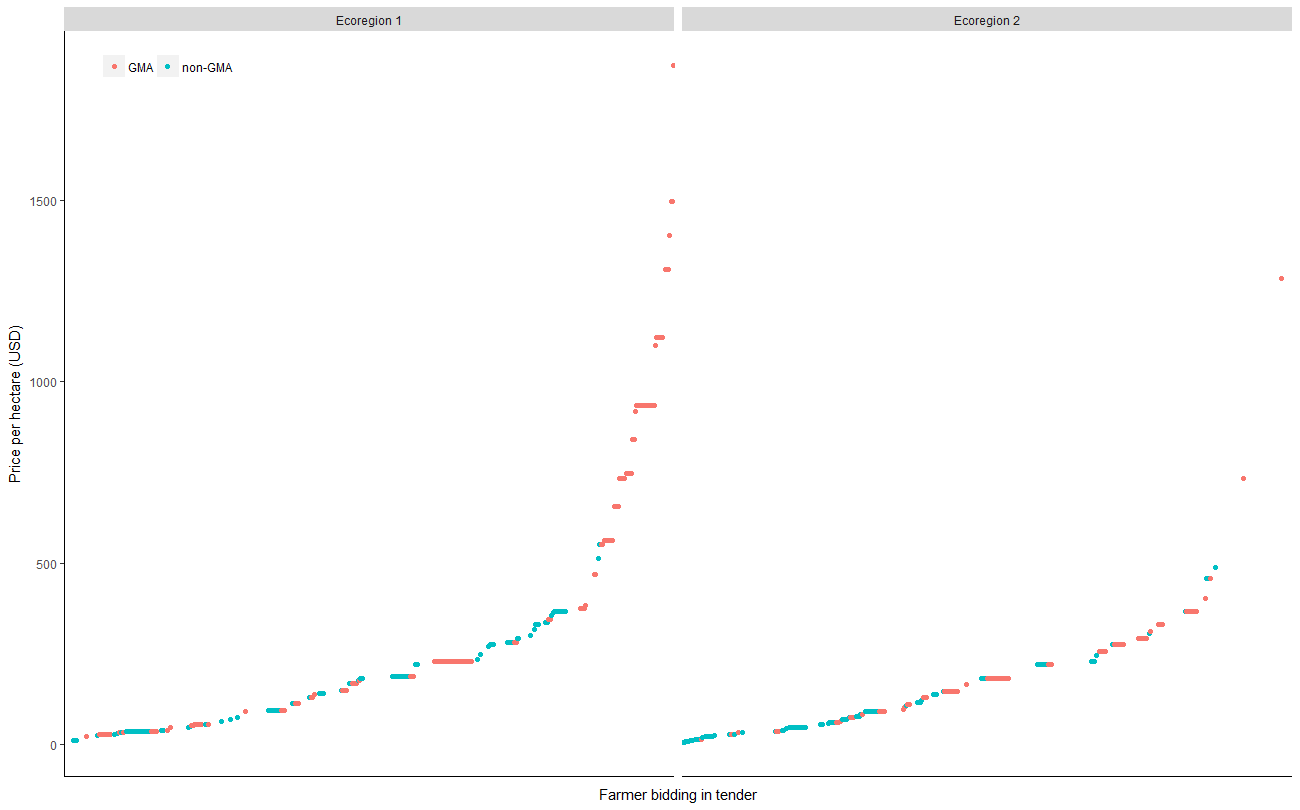 Ecoregion 1
Ecoregion 2
GMA
non-GMA
1500
1000
500
0
Price per hectare (USD)
Farmer bidding in tender